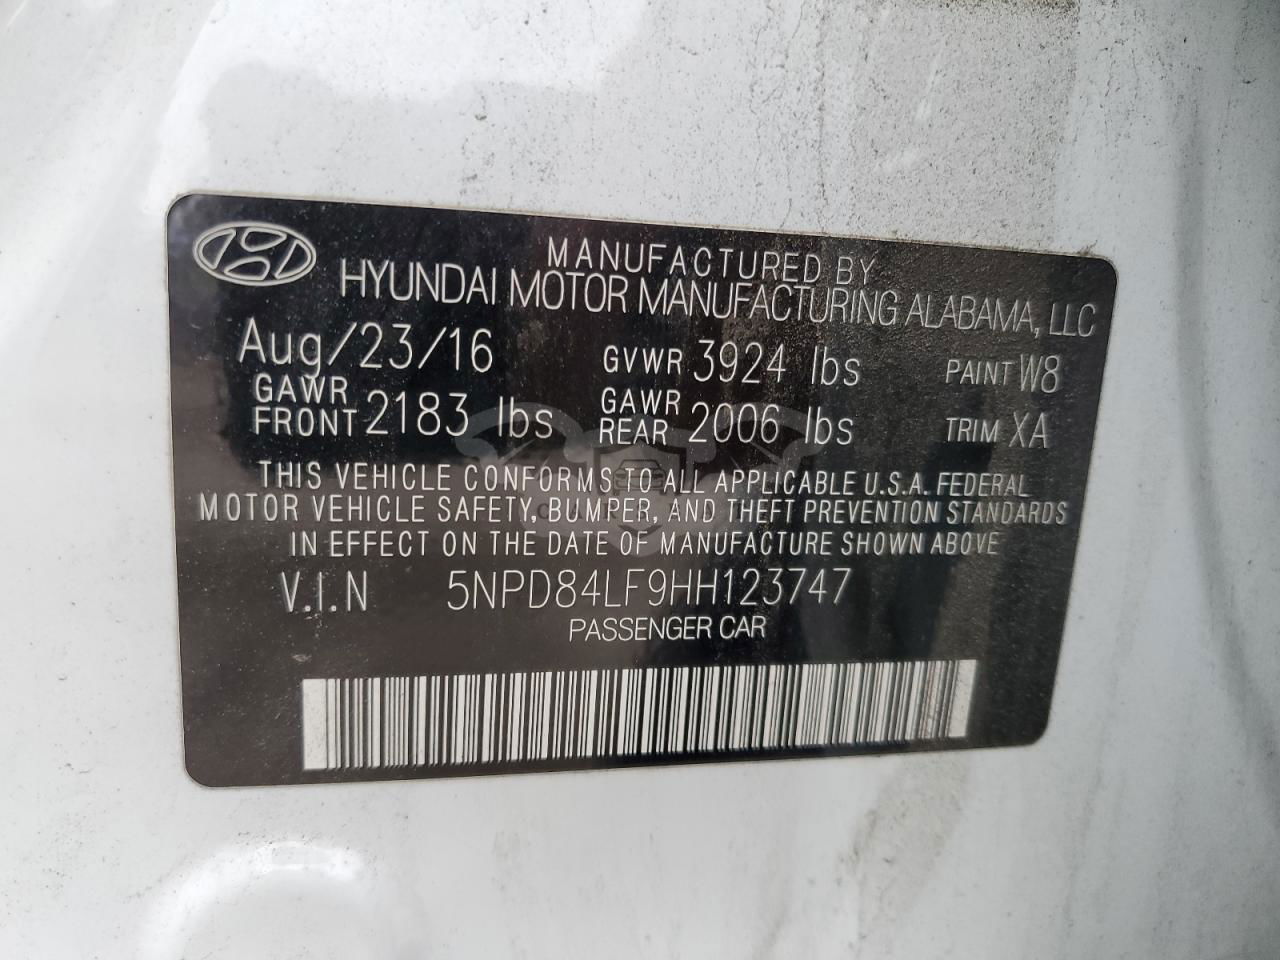 MANUFACTURED BY
HYUNDAI MOTOR MANUFACTURING ALABAMA, LLC
Aug/23/16 GVWR 3924 lbs PAINT W8
GAWR FRONT 2183 lbs GAWR REAR 2006 lbs TRIM XA
THIS VEHICLE CONFORMS TO ALL APPLICABLE U.S.A. FEDERAL
MOTOR VEHICLE SAFETY, BUMPER, AND THEFT PREVENTION STANDARDS
IN EFFECT ON THE DATE OF MANUFACTURE SHOWN ABOVE
V.I.N 5NPD84LF9HH123747
PASSENGER CAR